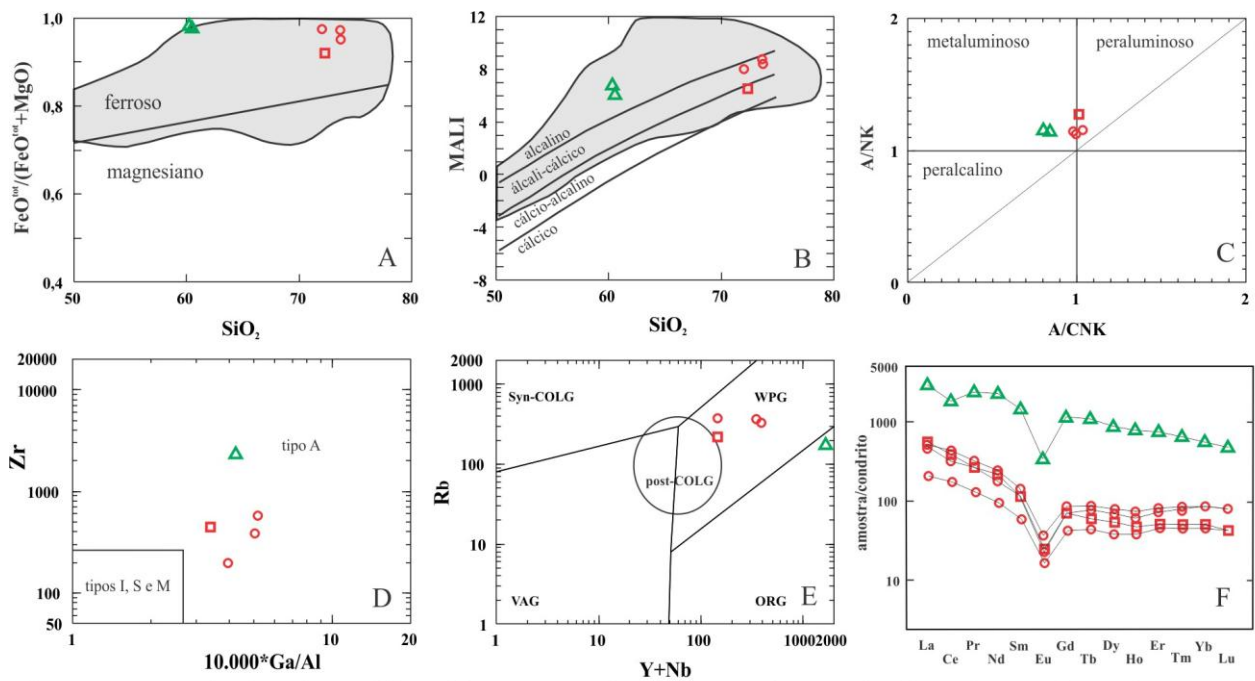 1,0
0,8
0,6
0,4
50
60
70
80
FeOᵗᵒᵗ/(FeOᵗᵒᵗ+MgO)
SiO₂
ferroso
magnesiano
A
12
8
4
0
-4
-8
50
60
70
80
MALI
SiO₂
alcalino
álcali-cálcico
cálcio-alcalino
cálcico
B
2
1
0
0
1
2
A/NK
A/CNK
metaluminoso
peraluminoso
peralcalino
C
20000
10000
1000
100
50
1
10
20
Zr
10.000*Ga/Al
tipo A
tipos I, S e M
D
2000
1000
100
10
1
1
10
100
1000
2000
Rb
Y+Nb
Syn-COLG
WPG
post-COLG
VAG
ORG
E
5000
1000
100
10
amostra/condrito
F
La
Ce
Pr
Nd
Sm
Eu
Gd
Tb
Dy
Ho
Er
Tm
Yb
Lu